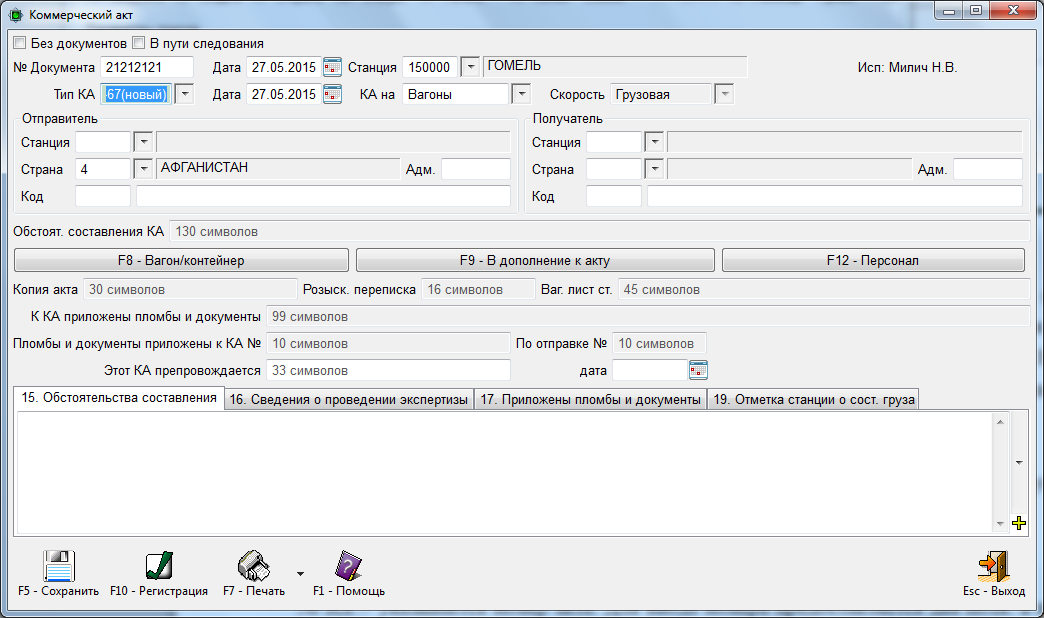 Коммерческий акт
Без документов В пути следования
№ Документа 21212121 Дата 27.05.2015 Станция 150000 ГОМЕЛЬ Исп: Милич Н.В.
Тип КА 67(новый) Дата 27.05.2015 КА на Вагоны Скорость Грузовая
Отправитель Получатель
Станция Станция
Страна 4 АФГАНИСТАН Адм. Страна Адм.
Код Код
Обстоят. составления КА 130 символов
F8 - Вагон/контейнер F9 - В дополнение к акту F12 - Персонал
Копия акта 30 символов Розыск. переписка 16 символов Ваг. лист ст. 45 символов
К КА приложены пломбы и документы 99 символов
Пломбы и документы приложены к КА № 10 символов По отправке № 10 символов
Этот КА препровождается 33 символов дата
15. Обстоятельства составления 16. Сведения о проведении экспертизы 17. Приложены пломбы и документы 19. Отметка станции о сост. груза
F5 - Сохранить F10 - Регистрация F7 - Печать F1 - Помощь Esc - Выход